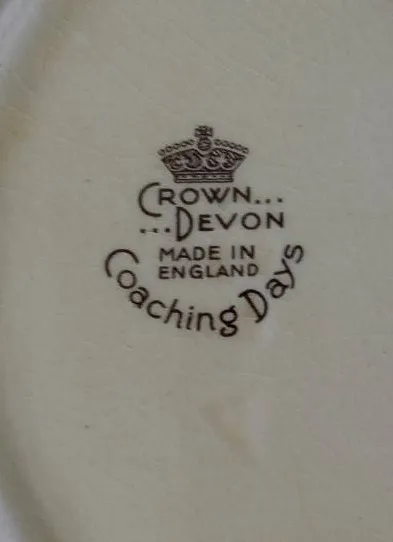 CROWN...
...DEVON
MADE IN
ENGLAND
Coaching Days